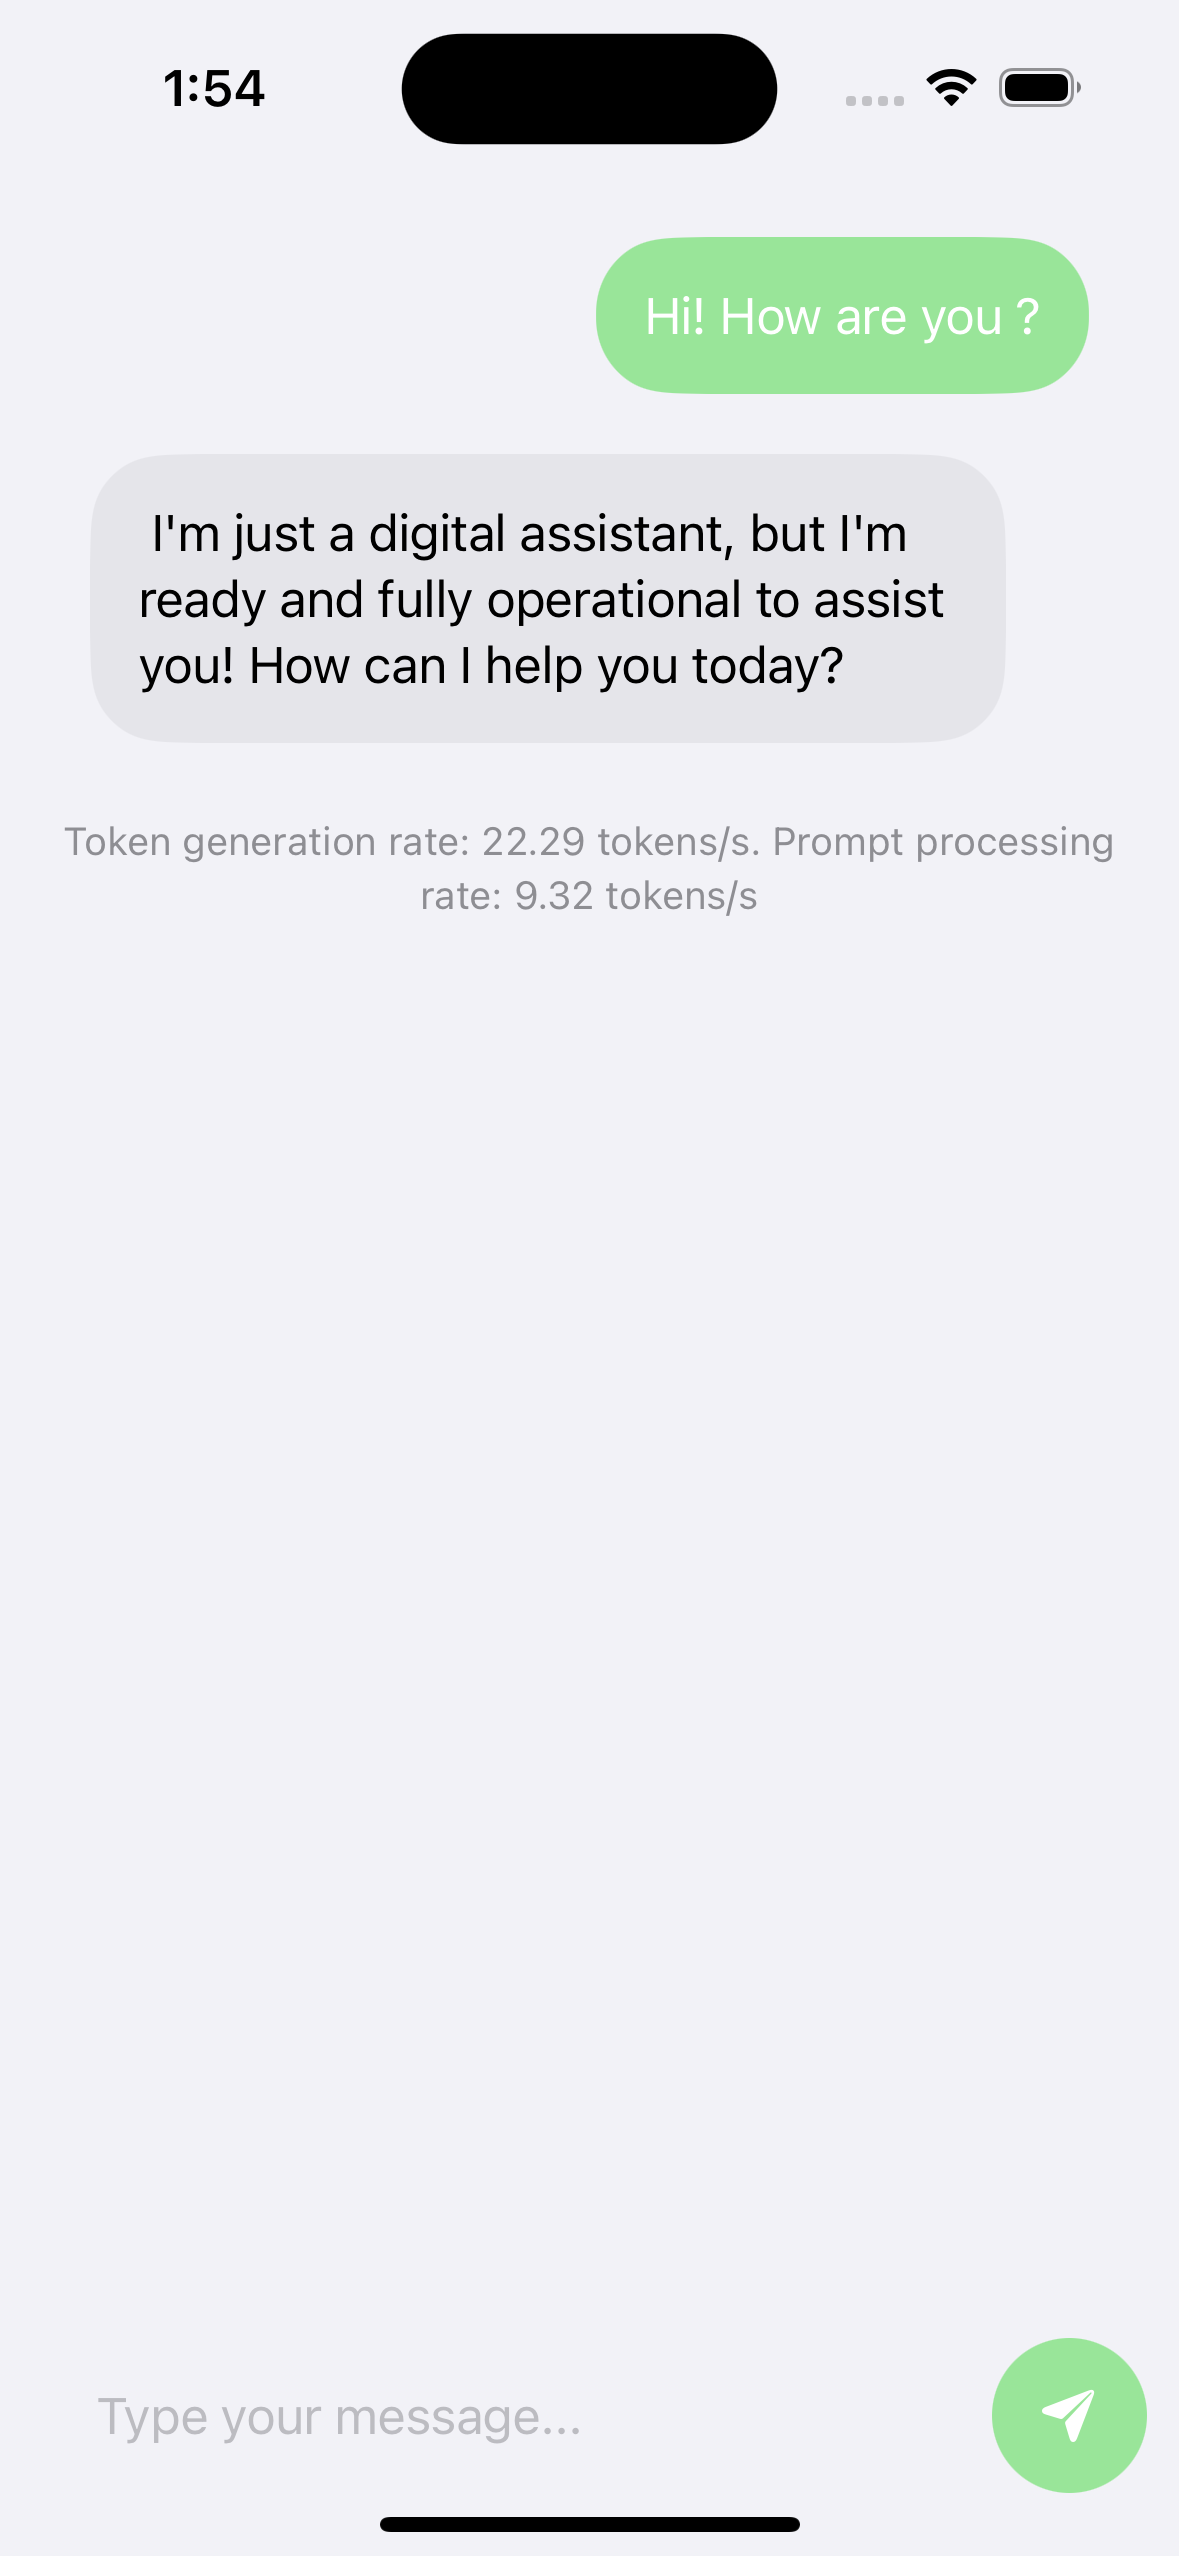 1:54
Hi! How are you ?
I'm just a digital assistant, but I'm
ready and fully operational to assist
you! How can I help you today?
Token generation rate: 22.29 tokens/s. Prompt processing
rate: 9.32 tokens/s
Type your message...